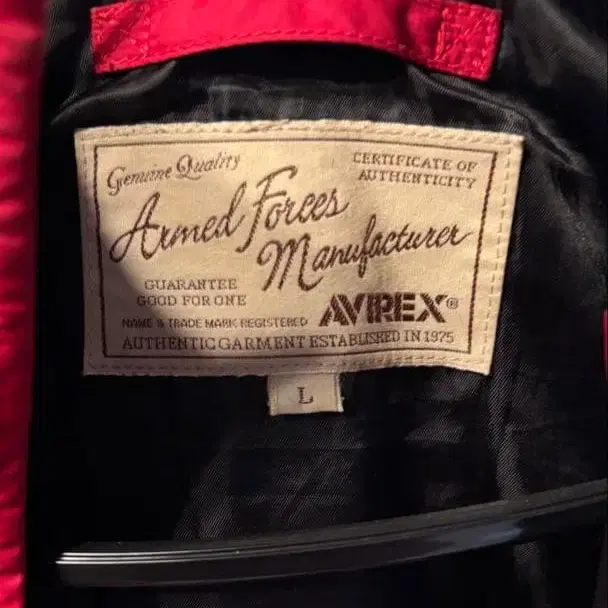 Genuine Quality
CERTIFICATE OF
AUTHENTICITY
Armed Forces
Manufacturer
GUARANTEE
GOOD FOR ONE
AVIREX®
NAME & TRADE MARK REGISTERED
AUTHENTIC GARMENT ESTABLISHED IN 1975
L